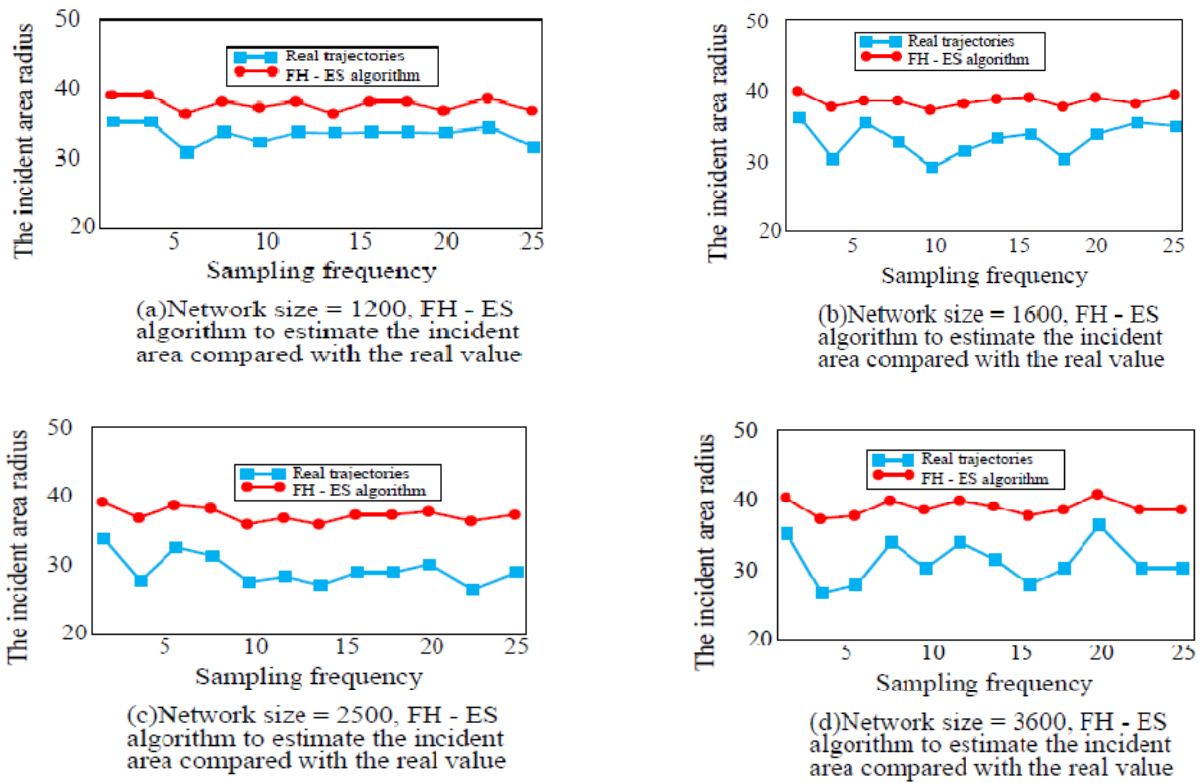 50
40
30
20
The incident area radius
Real trajectories
FH - ES algorithm
5 10 15 20 25
Sampling frequency
(a)Network size = 1200, FH - ES
algorithm to estimate the incident
area compared with the real value
50
40
30
20
The incident area radius
Real trajectories
FH - ES algorithm
5 10 15 20 25
Sampling frequency
(b)Network size = 1600, FH - ES
algorithm to estimate the incident
area compared with the real value
50
40
30
20
The incident area radius
Real trajectories
FH - ES algorithm
5 10 15 20 25
Sampling frequency
(c)Network size = 2500, FH - ES
algorithm to estimate the incident
area compared with the real value
50
40
30
20
The incident area radius
Real trajectories
FH - ES algorithm
5 10 15 20 25
Sampling frequency
(d)Network size = 3600, FH - ES
algorithm to estimate the incident
area compared with the real value